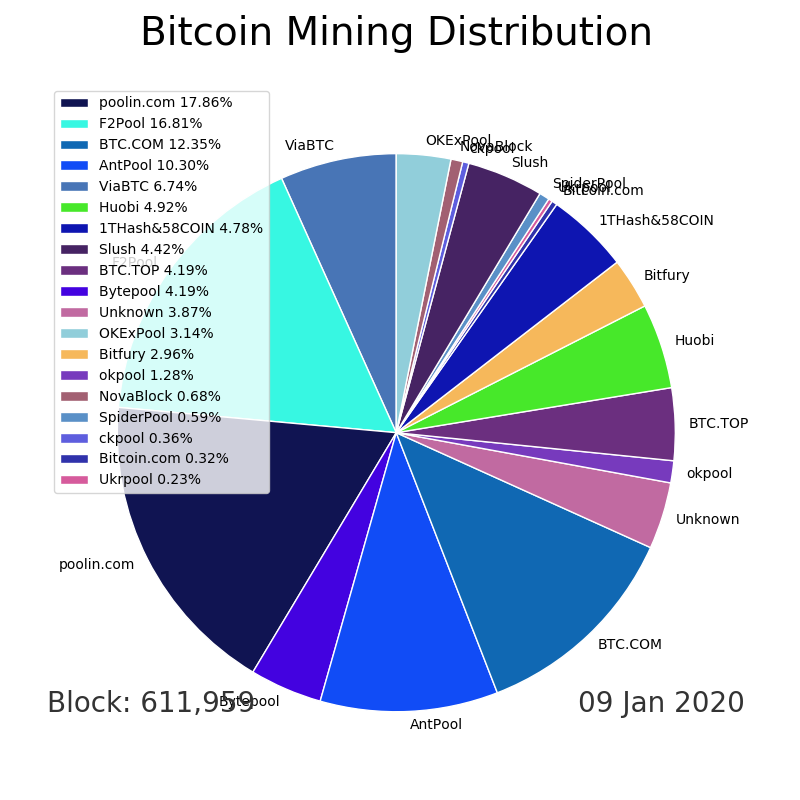 Bitcoin Mining Distribution
poolin.com 17.86%
F2Pool 16.81%
BTC.COM 12.35%
AntPool 10.30%
ViaBTC 6.74%
Huobi 4.92%
1THash&58COIN 4.78%
Slush 4.42%
BTC.TOP 4.19%
Bytepool 4.19%
Unknown 3.87%
OKExPool 3.14%
Bitfury 2.96%
okpool 1.28%
NovaBlock 0.68%
SpiderPool 0.59%
ckpool 0.36%
Bitcoin.com 0.32%
Ukrpool 0.23%
ViaBTC
OKExPool
NovaBlock
ckpool
Slush
SpiderPool
Ukrpool
Bitcoin.com
1THash&58COIN
Bitfury
Huobi
BTC.TOP
okpool
Unknown
BTC.COM
AntPool
Bytepool
poolin.com
F2Pool
Block: 611,959
09 Jan 2020